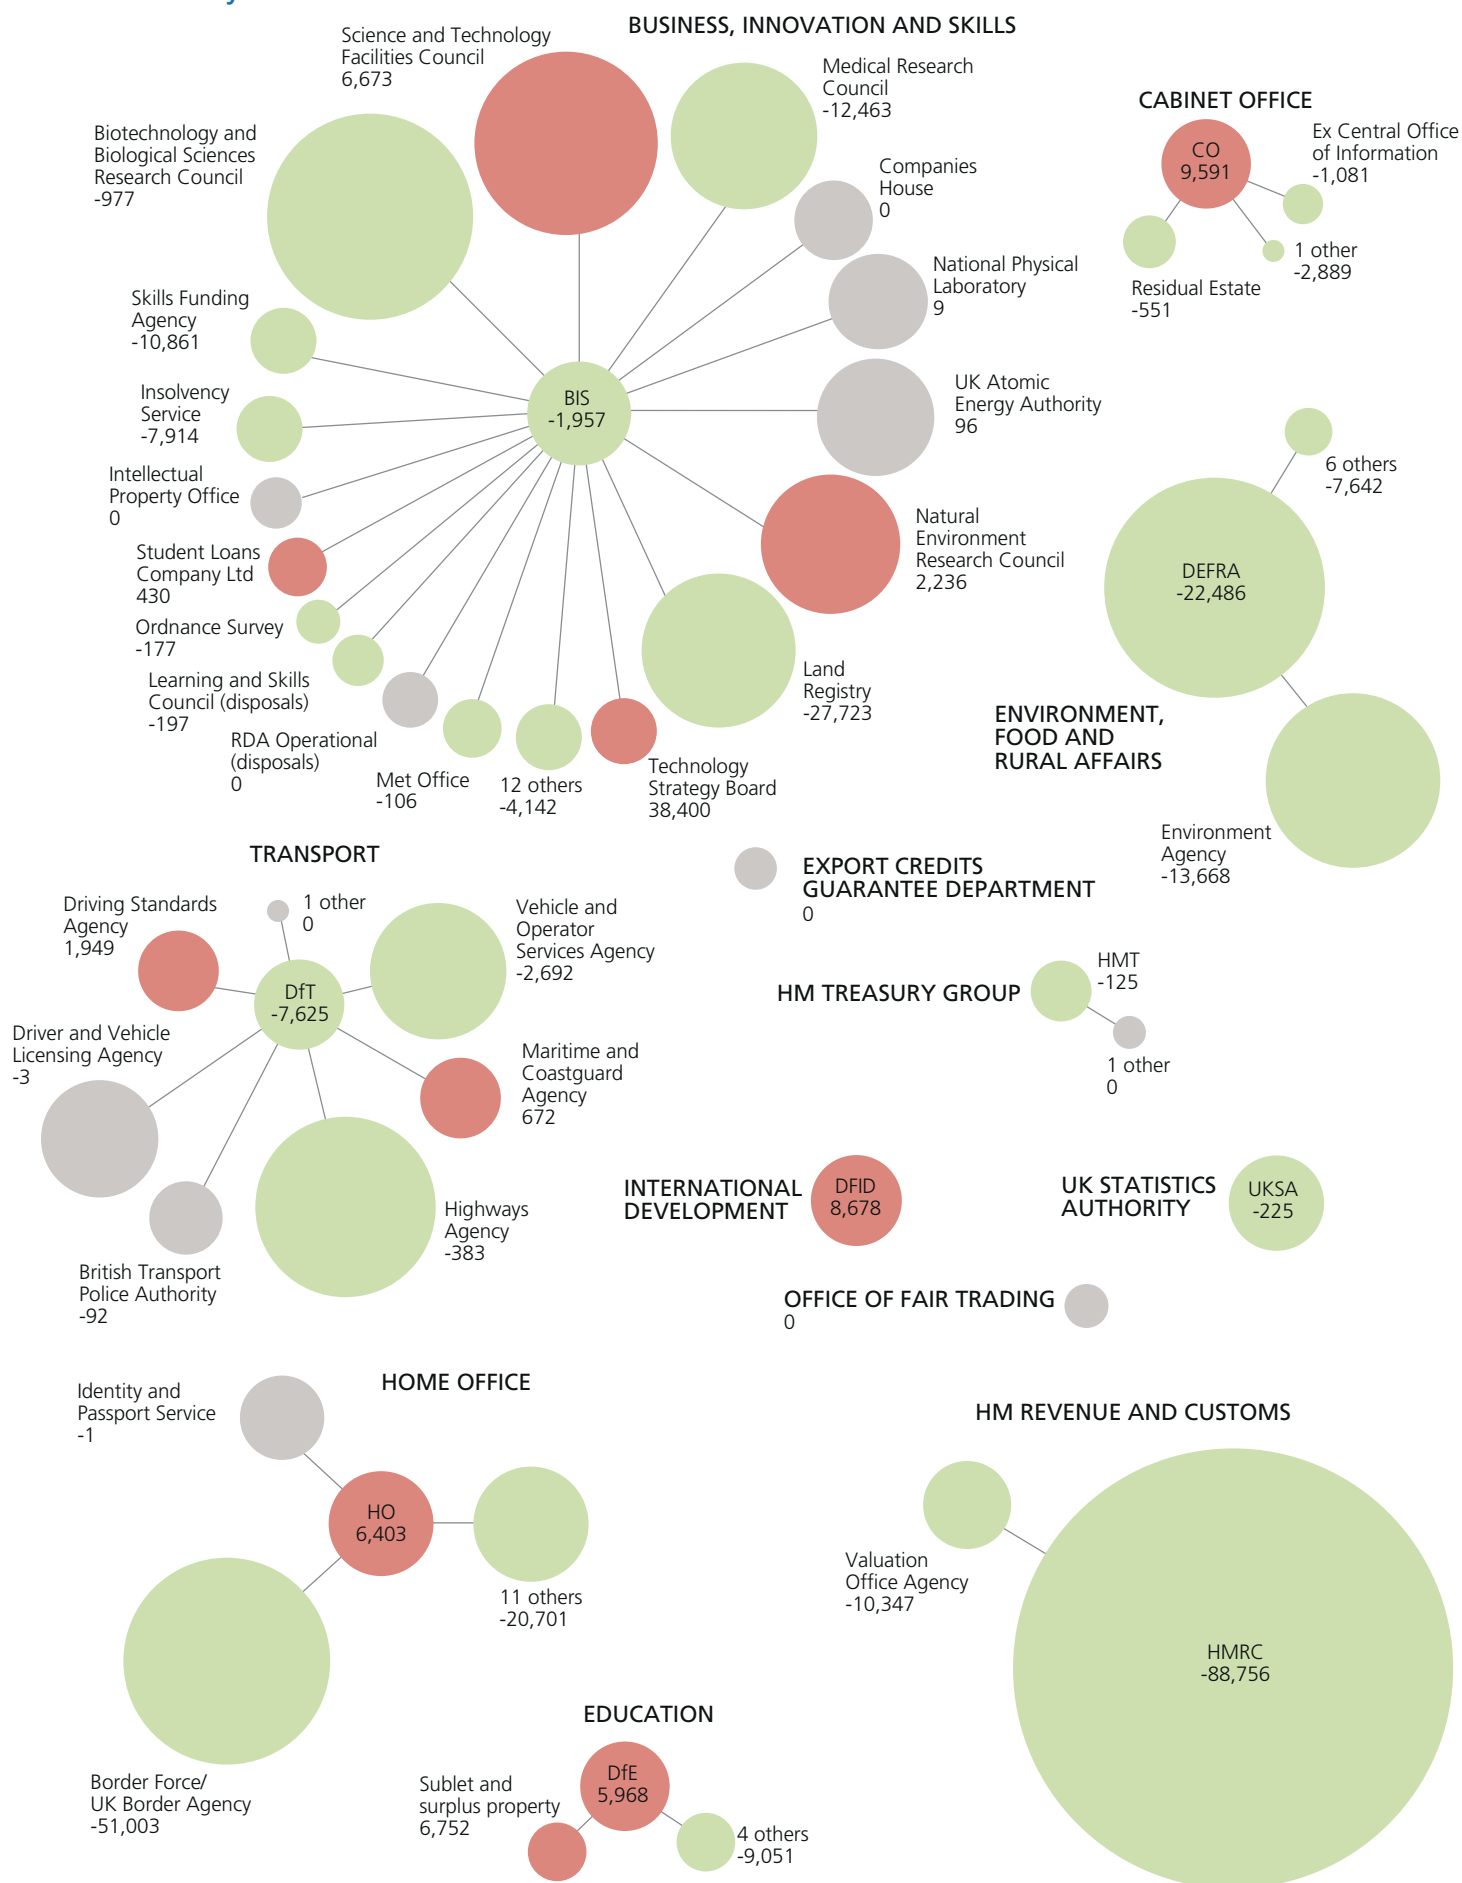 BUSINESS, INNOVATION AND SKILLS
Science and Technology
Facilities Council
6,673
Medical Research
Council
-12,463
Biotechnology and
Biological Sciences
Research Council
-977
Companies
House
0
National Physical
Laboratory
9
Skills Funding
Agency
-10,861
BIS
-1,957
UK Atomic
Energy Authority
96
Insolvency
Service
-7,914
Intellectual
Property Office
0
Natural
Environment
Research Council
2,236
Student Loans
Company Ltd
430
Ordnance Survey
-177
Learning and Skills
Council (disposals)
-197
Land
Registry
-27,723
RDA Operational
(disposals)
0
Met Office
-106
12 others
-4,142
Technology
Strategy Board
38,400
CABINET OFFICE
CO
9,591
Ex Central Office
of Information
-1,081
1 other
-2,889
Residual Estate
-551
6 others
-7,642
DEFRA
-22,486
ENVIRONMENT,
FOOD AND
RURAL AFFAIRS
Environment
Agency
-13,668
TRANSPORT
Driving Standards
Agency
1,949
1 other
0
Vehicle and
Operator
Services Agency
-2,692
DfT
-7,625
Driver and Vehicle
Licensing Agency
-3
Maritime and
Coastguard
Agency
672
British Transport
Police Authority
-92
Highways
Agency
-383
EXPORT CREDITS
GUARANTEE DEPARTMENT
0
HM TREASURY GROUP
HMT
-125
1 other
0
INTERNATIONAL
DEVELOPMENT
DFID
8,678
UK STATISTICS
AUTHORITY
UKSA
-225
OFFICE OF FAIR TRADING
0
HOME OFFICE
Identity and
Passport Service
-1
HO
6,403
11 others
-20,701
Border Force/
UK Border Agency
-51,003
HM REVENUE AND CUSTOMS
Valuation
Office Agency
-10,347
HMRC
-88,756
EDUCATION
Sublet and
surplus property
6,752
DfE
5,968
4 others
-9,051